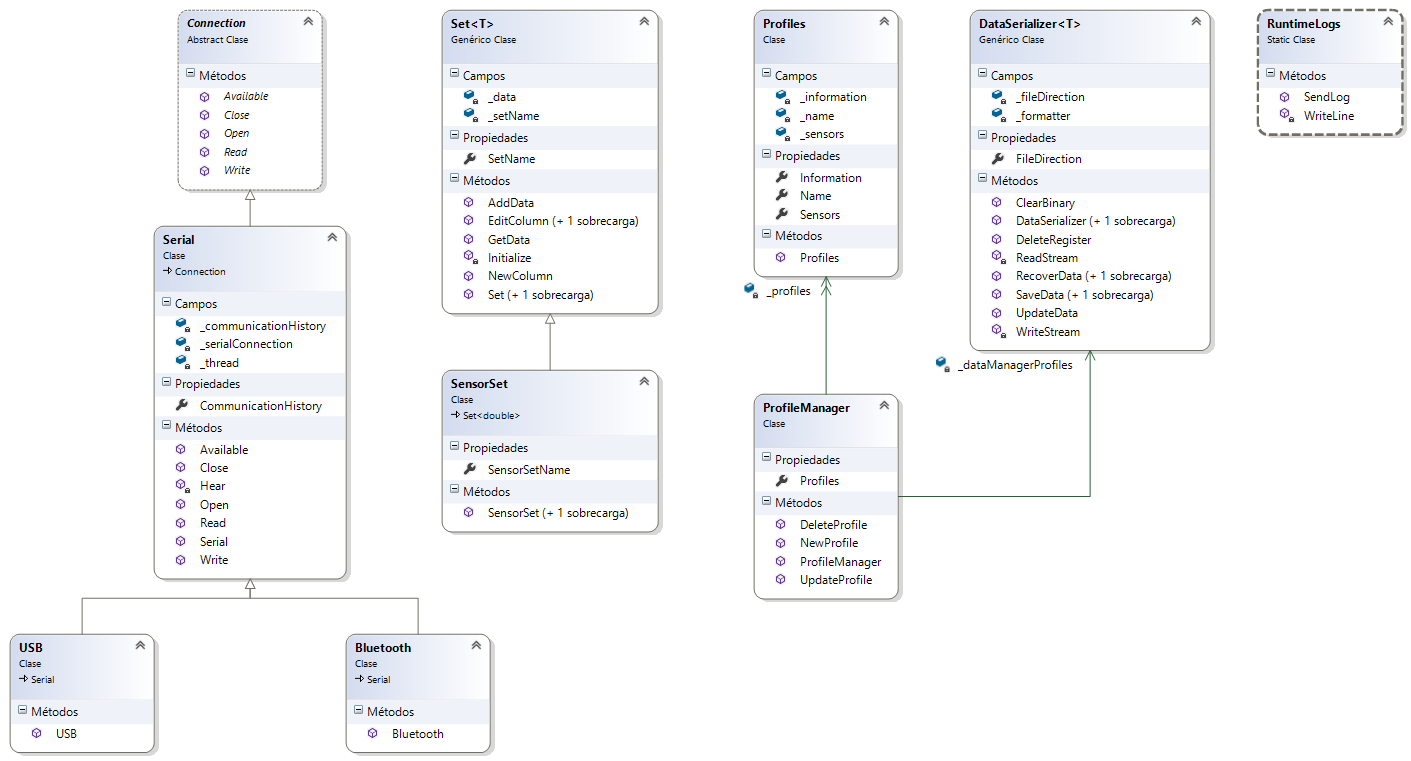 Connection
Abstract Clase
Métodos
Available
Close
Open
Read
Write
Serial
Clase
Connection
Campos
_communicationHistory
_serialConnection
_thread
Propiedades
CommunicationHistory
Métodos
Available
Close
Hear
Open
Read
Serial
Write
USB
Clase
Serial
Métodos
USB
Bluetooth
Clase
Serial
Métodos
Bluetooth
Set<T>
Genérico Clase
Campos
_data
_setName
Propiedades
SetName
Métodos
AddData
EditColumn (+ 1 sobrecarga)
GetData
Initialize
NewColumn
Set (+ 1 sobrecarga)
SensorSet
Clase
Set<double>
Propiedades
SensorSetName
Métodos
SensorSet (+ 1 sobrecarga)
Profiles
Clase
Campos
_information
_name
_sensors
Propiedades
Information
Name
Sensors
Métodos
Profiles
_profiles
ProfileManager
Clase
Propiedades
Profiles
Métodos
DeleteProfile
NewProfile
ProfileManager
UpdateProfile
DataSerializer<T>
Genérico Clase
Campos
_fileDirection
_formatter
Propiedades
FileDirection
Métodos
ClearBinary
DataSerializer (+ 1 sobrecarga)
DeleteRegister
ReadStream
RecoverData (+ 1 sobrecarga)
SaveData (+ 1 sobrecarga)
UpdateData
WriteStream
_dataManagerProfiles
RuntimeLogs
Static Clase
Métodos
SendLog
WriteLine